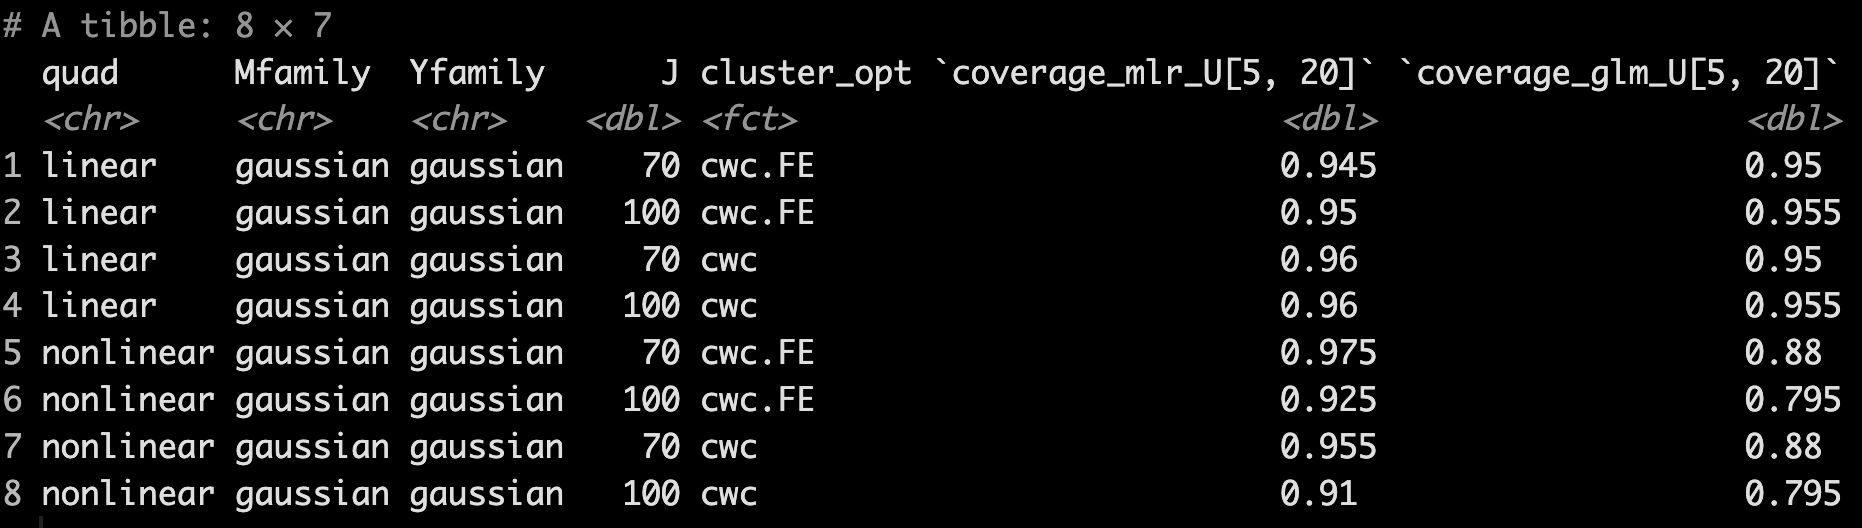 # A tibble: 8 × 7
quad Mfamily Yfamily J cluster_opt `coverage_mlr_U[5, 20]` `coverage_glm_U[5, 20]`
<chr> <chr> <chr> <dbl> <fct> <dbl> <dbl>
1 linear gaussian gaussian 70 cwc.FE 0.945 0.95
2 linear gaussian gaussian 100 cwc.FE 0.95 0.955
3 linear gaussian gaussian 70 cwc 0.96 0.95
4 linear gaussian gaussian 100 cwc 0.96 0.955
5 nonlinear gaussian gaussian 70 cwc.FE 0.975 0.88
6 nonlinear gaussian gaussian 100 cwc.FE 0.925 0.795
7 nonlinear gaussian gaussian 70 cwc 0.955 0.88
8 nonlinear gaussian gaussian 100 cwc 0.91 0.795